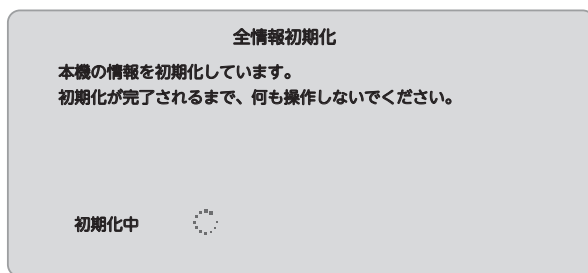 全情報初期化
本機の情報を初期化しています。
初期化が完了されるまで、何も操作しないでください。
初期化中